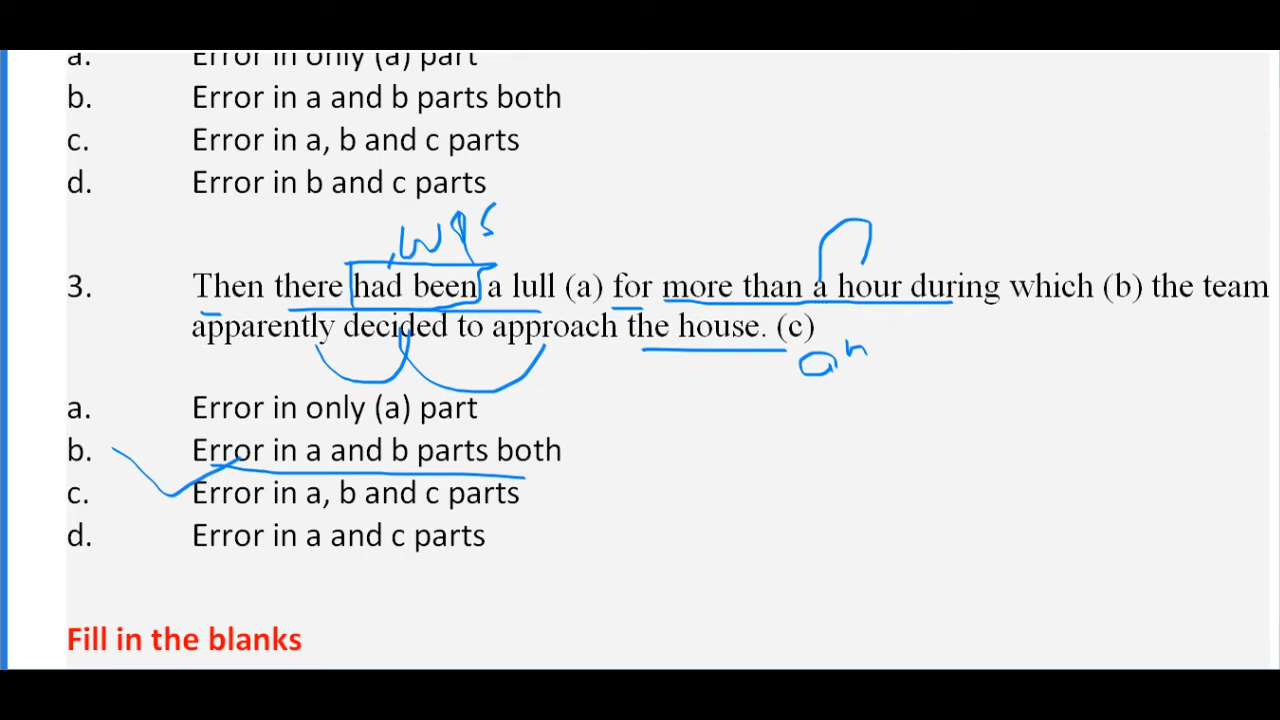 a. Error in only (a) part
b. Error in a and b parts both
c. Error in a, b and c parts
d. Error in b and c parts
was
3. Then there had been a lull (a) for more than a hour during which (b) the team
apparently decided to approach the house. (c)
an
a. Error in only (a) part
b. Error in a and b parts both
c. Error in a, b and c parts
d. Error in a and c parts
Fill in the blanks